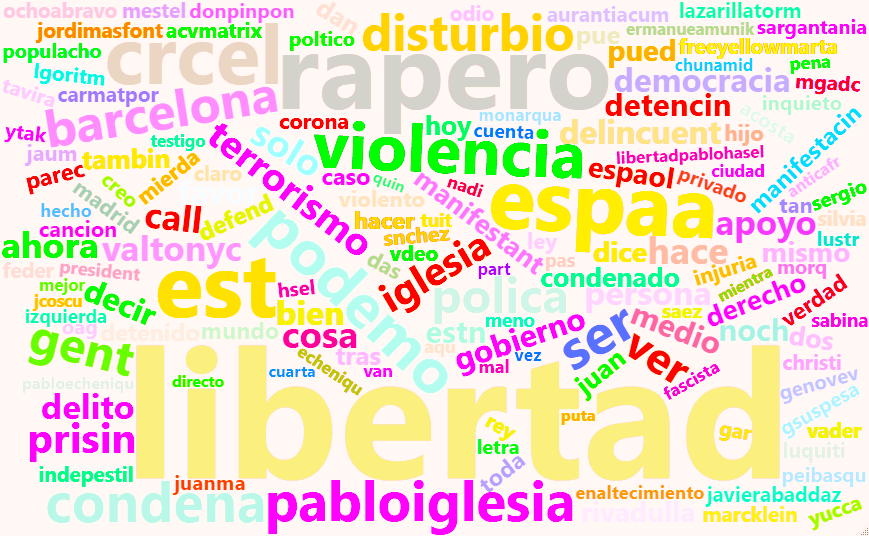 ochoabravo mestel donpinpon dan odio aurantiacum lazarillatorm
jordimasfont acvmatrix poltico disturbio pue ermanueamunik sargantania
populacho crcel rapero pued freeyellowmarta
lgoritm chunamid pena
tavira carmatpor democracia mgadc
barcelona detencin inquieto
ytak testigo solo corona hoy monarqua cuenta delincuent hijo acosta manifestacin
jaum tambin terrorismo violencia libertadpablohasel ciudad anticafr
parec creo mierda claro caso quin manifestant nadi espaol privado tan sergio
madrid violento espaa
hecho cancion call defend hacer tuit snchez apoyo silvia
ahora valtonyc podemo vdeo iglesia ley dice hace mismo lustr
feder president das part pas condenado injuria morq
mejor decir est hsel persona mientra verdad
jcoscu bien polica derecho
izquierda oag detenido mundo cosa estn meno gobierno ser medio saez noch dos sabina
gent tras aqu vez ver
pabloecheniqu directo echeniqu cuarta van mal juan fascista christi
libertad genovev
delito puta gsuspesa
prisin rey letra gar vader
luquiti
indepestil juanma toda peibasqu
condena pabloiglesia enaltecimiento javierabaddaz
rivadulla marcklein yucca